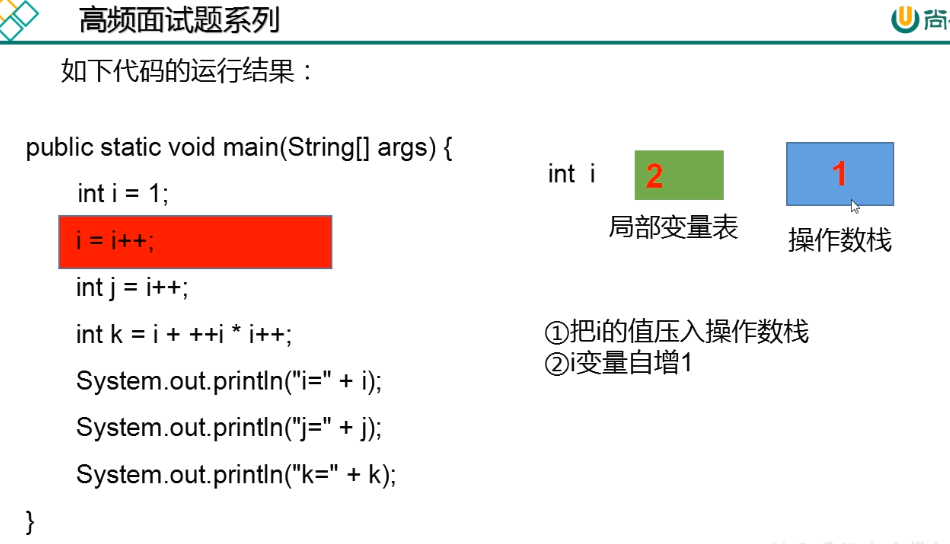 高频面试题系列
尚
如下代码的运行结果：
public static void main(String[] args) {
int i = 1;
i = i++;
int j = i++;
int k = i + ++i * i++;
System.out.println("i=" + i);
System.out.println("j=" + j);
System.out.println("k=" + k);
}
int i
2
1
局部变量表
操作数栈
①把i的值压入操作数栈
②i变量自增1